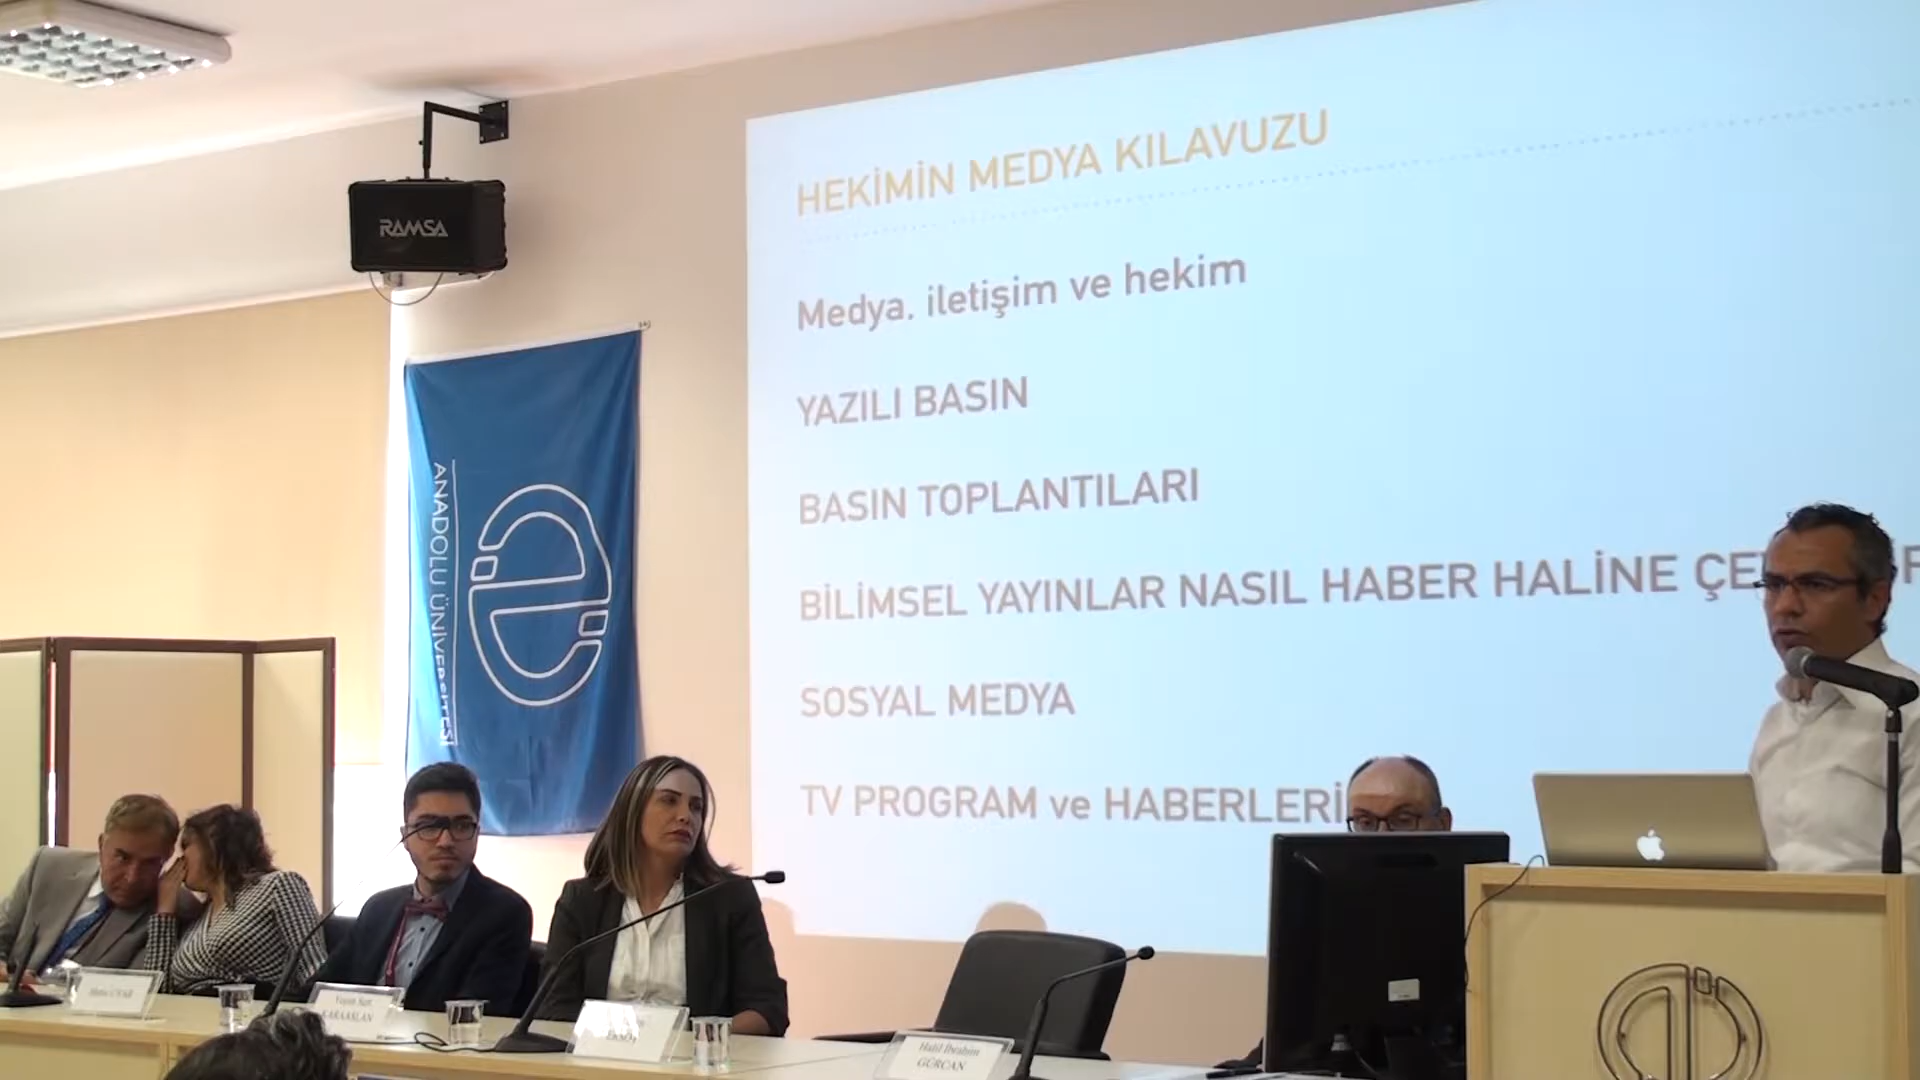 HEKİMİN MEDYA KILAVUZU
Medya, iletişim ve hekim
YAZILI BASIN
BASIN TOPLANTILARI
BİLİMSEL YAYINLAR NASIL HABER HALİNE
SOSYAL MEDYA
TV PROGRAM ve HABERLERİ
RAMSA
ANADOLU ÜNİVERSİTESİ
KARAASLAN
Halil İbrahim
GÜRCAN